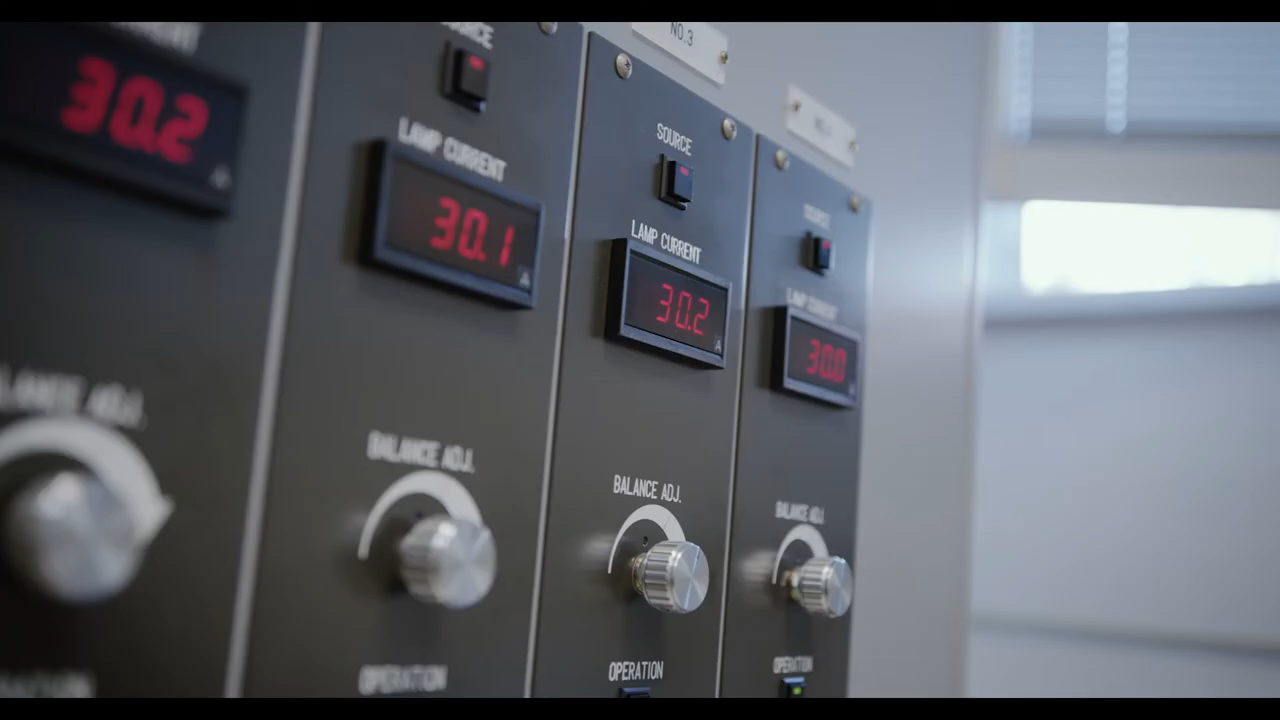 30.2
A
SOURCE
LAMP CURRENT
30.1
A
BALANCE ADJ.
OPERATION
NO.3
SOURCE
LAMP CURRENT
30.2
A
BALANCE ADJ.
OPERATION
SOURCE
LAMP CURRENT
30.0
A
BALANCE ADJ.
OPERATION